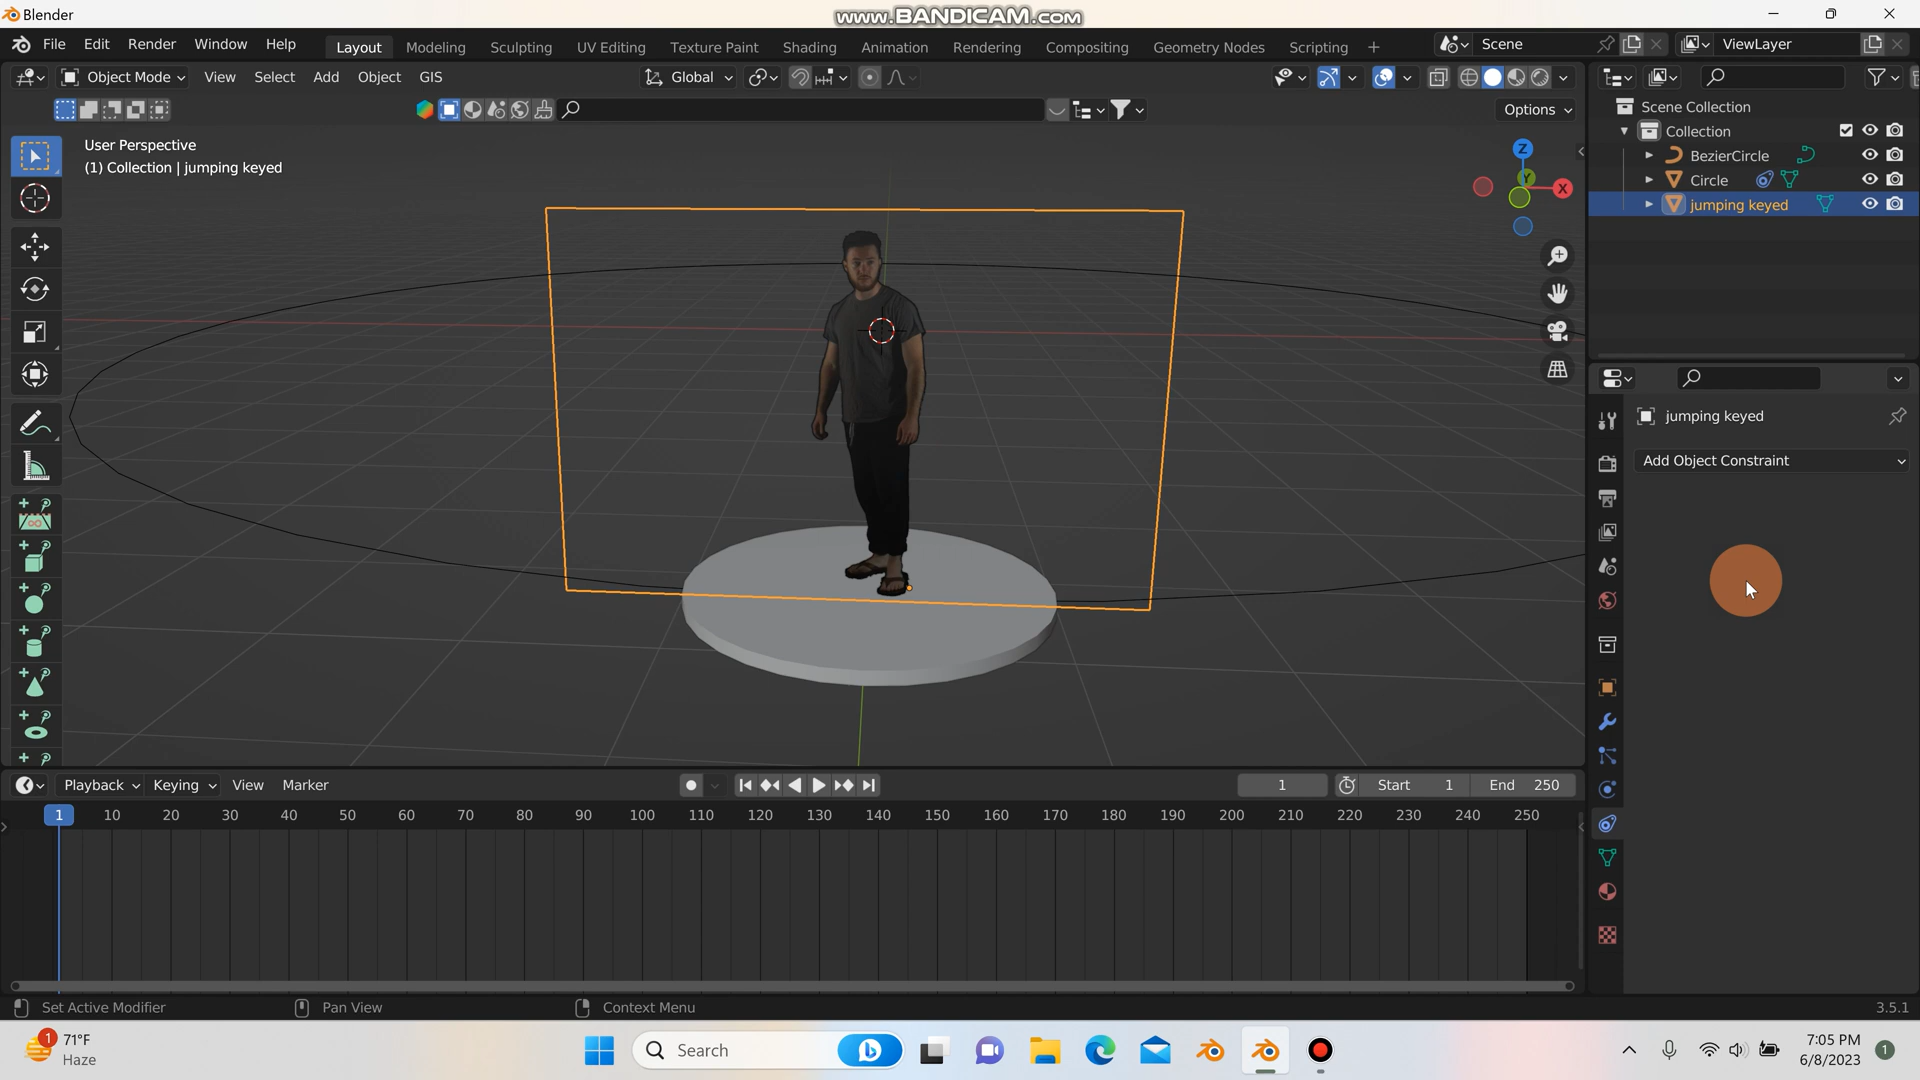 Blender
www.BANDICAM.com
File Edit Render Window Help
Layout Modeling Sculpting UV Editing Texture Paint Shading Animation Rendering Compositing Geometry Nodes Scripting +
Scene
ViewLayer
Object Mode View Select Add Object GIS
Global
Options
User Perspective
(1) Collection | jumping keyed
Z
Y
X
Scene Collection
Collection
BezierCircle
Circle
jumping keyed
jumping keyed
Add Object Constraint
Playback Keying View Marker
1
Start 1
End 250
1 10 20 30 40 50 60 70 80 90 100 110 120 130 140 150 160 170 180 190 200 210 220 230 240 250
Set Active Modifier
Pan View
Context Menu
3.5.1
1
71°F
Haze
Search
7:05 PM
6/8/2023
1